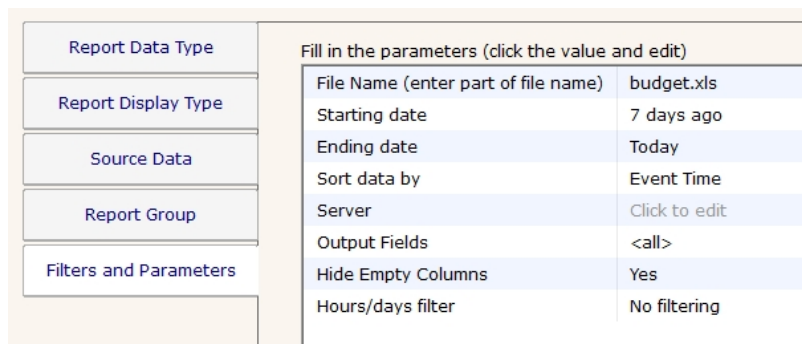 Report Data Type
Report Display Type
Source Data
Report Group
Filters and Parameters
Fill in the parameters (click the value and edit)
File Name (enter part of file name) budget.xls
Starting date 7 days ago
Ending date Today
Sort data by Event Time
Server Click to edit
Output Fields <all>
Hide Empty Columns Yes
Hours/days filter No filtering